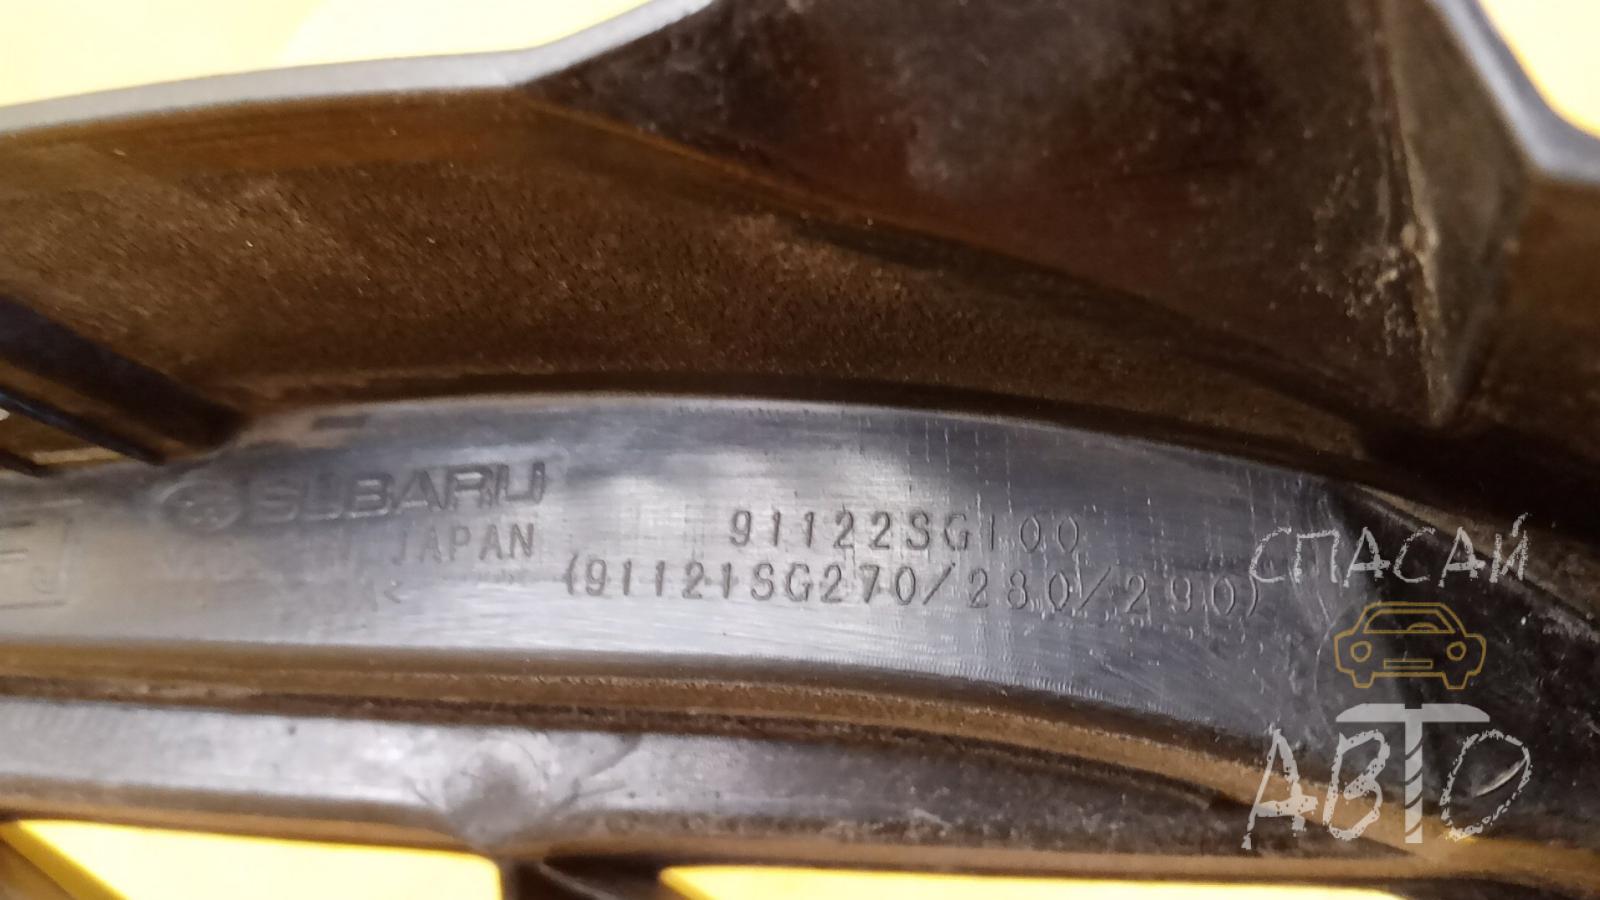 SUBARU
JAPAN
91122SG100
(91121SG270/280/290)
СПАСАЙ
АВТО